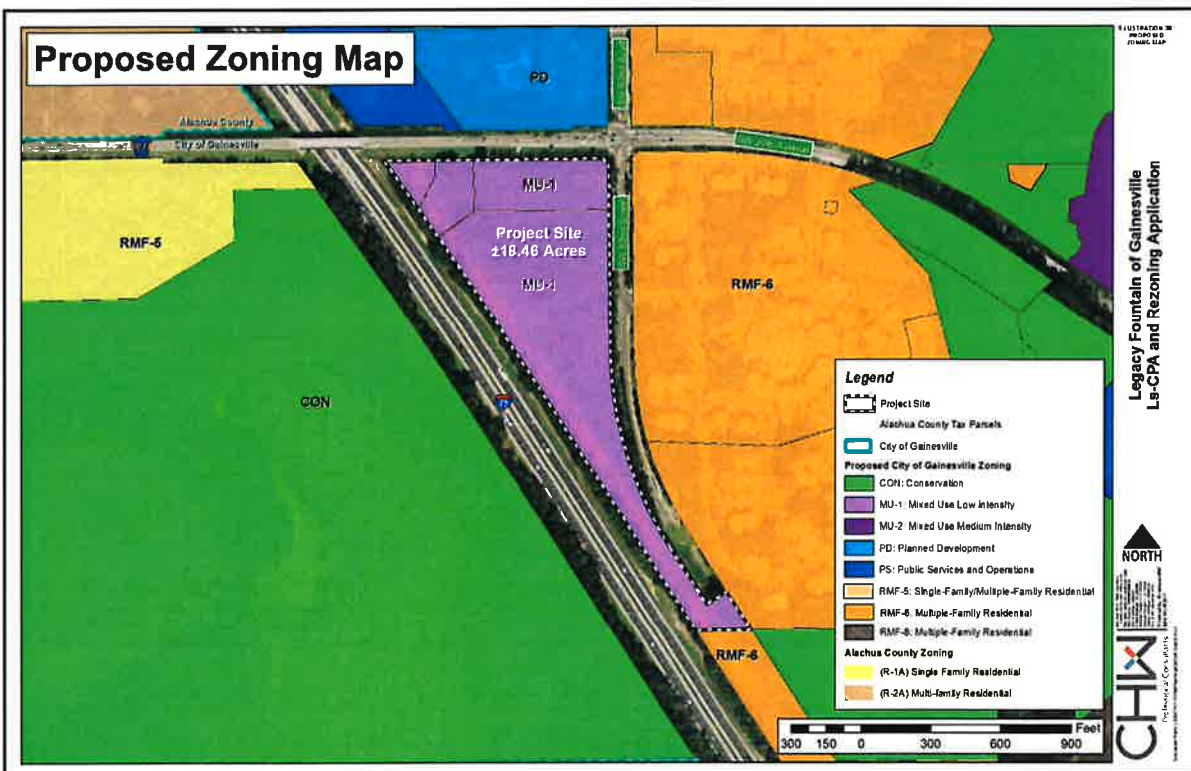 Proposed Zoning Map
PD
Alachua County
City of Gainesville
MU-1
Project Site
±18.46 Acres
MU-1
RMF-5
RMF-6
CON
RMF-6
Legend
Project Site
Alachua County Tax Parcels
City of Gainesville
Proposed City of Gainesville Zoning
CON: Conservation
MU-1: Mixed Use Low Intensity
MU-2: Mixed Use Medium Intensity
PD: Planned Development
PS: Public Services and Operations
RMF-5: Single-Family/Multiple-Family Residential
RMF-6: Multiple-Family Residential
RMF-8: Multiple-Family Residential
Alachua County Zoning
(R-1A) Single Family Residential
(R-2A) Multi-family Residential
Feet
300 150 0 300 600 900
PROPOSED
ZONING MAP
Legacy Fountain of Gainesville
Ls-CPA and Rezoning Application
NORTH
CHW
Professional Consultants